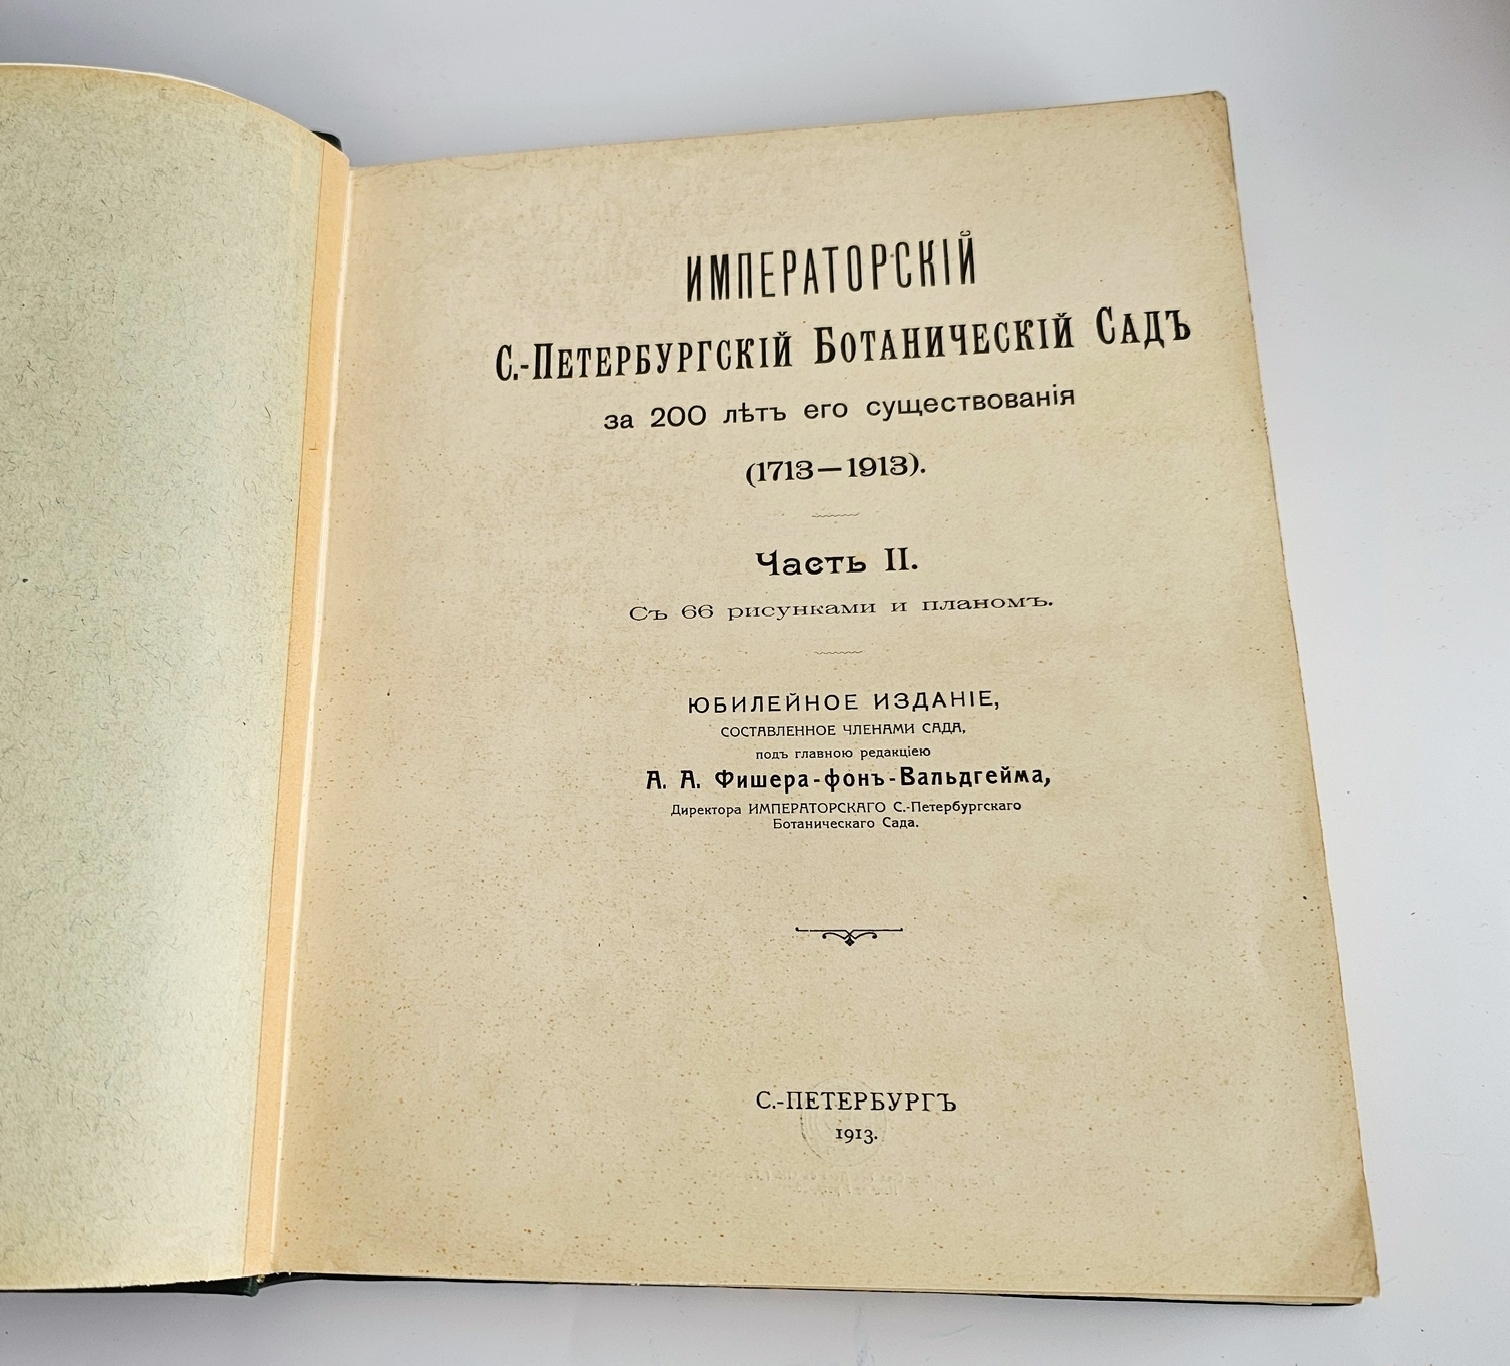 ИМПЕРАТОРСКІЙ
С.-ПЕТЕРБУРГСКІЙ БОТАНИЧЕСКІЙ САДЪ
за 200 лѣтъ его существованія
(1713—1913).
Часть II.
Съ 66 рисунками и планомъ.
ЮБИЛЕЙНОЕ ИЗДАНІЕ,
СОСТАВЛЕННОЕ ЧЛЕНАМИ САДА,
подъ главною редакціею
А. А. Фишера-фонъ-Вальдгейма,
Директора ИМПЕРАТОРСКАГО С.-Петербургскаго
Ботаническаго Сада.
С.-ПЕТЕРБУРГЪ
1913.